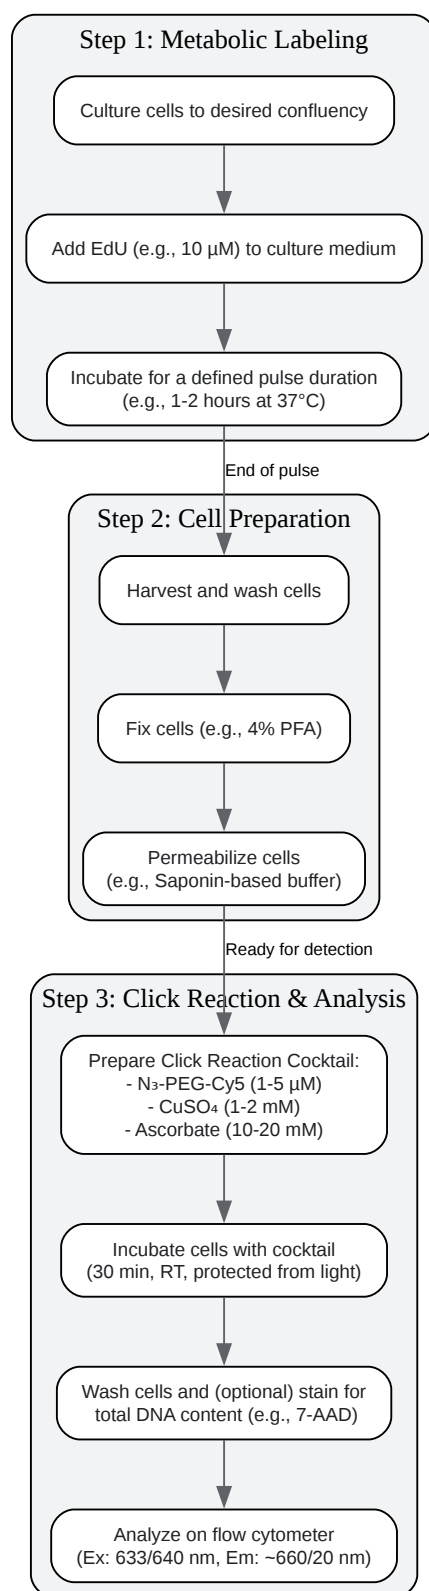 Step 1: Metabolic Labeling
Culture cells to desired confluency
Add EdU (e.g., 10 µM) to culture medium
Incubate for a defined pulse duration
(e.g., 1-2 hours at 37°C)
End of pulse
Step 2: Cell Preparation
Harvest and wash cells
Fix cells (e.g., 4% PFA)
Permeabilize cells
(e.g., Saponin-based buffer)
Ready for detection
Step 3: Click Reaction & Analysis
Prepare Click Reaction Cocktail:
- N₃-PEG-Cy5 (1-5 µM)
- CuSO₄ (1-2 mM)
- Ascorbate (10-20 mM)
Incubate cells with cocktail
(30 min, RT, protected from light)
Wash cells and (optional) stain for
total DNA content (e.g., 7-AAD)
Analyze on flow cytometer
(Ex: 633/640 nm, Em: ~660/20 nm)